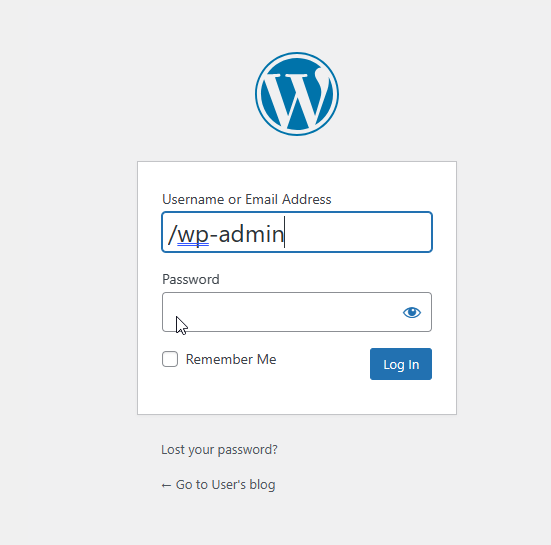 Username or Email Address
/wp-admin
Password
Remember Me
Log In
Lost your password?
← Go to User's blog